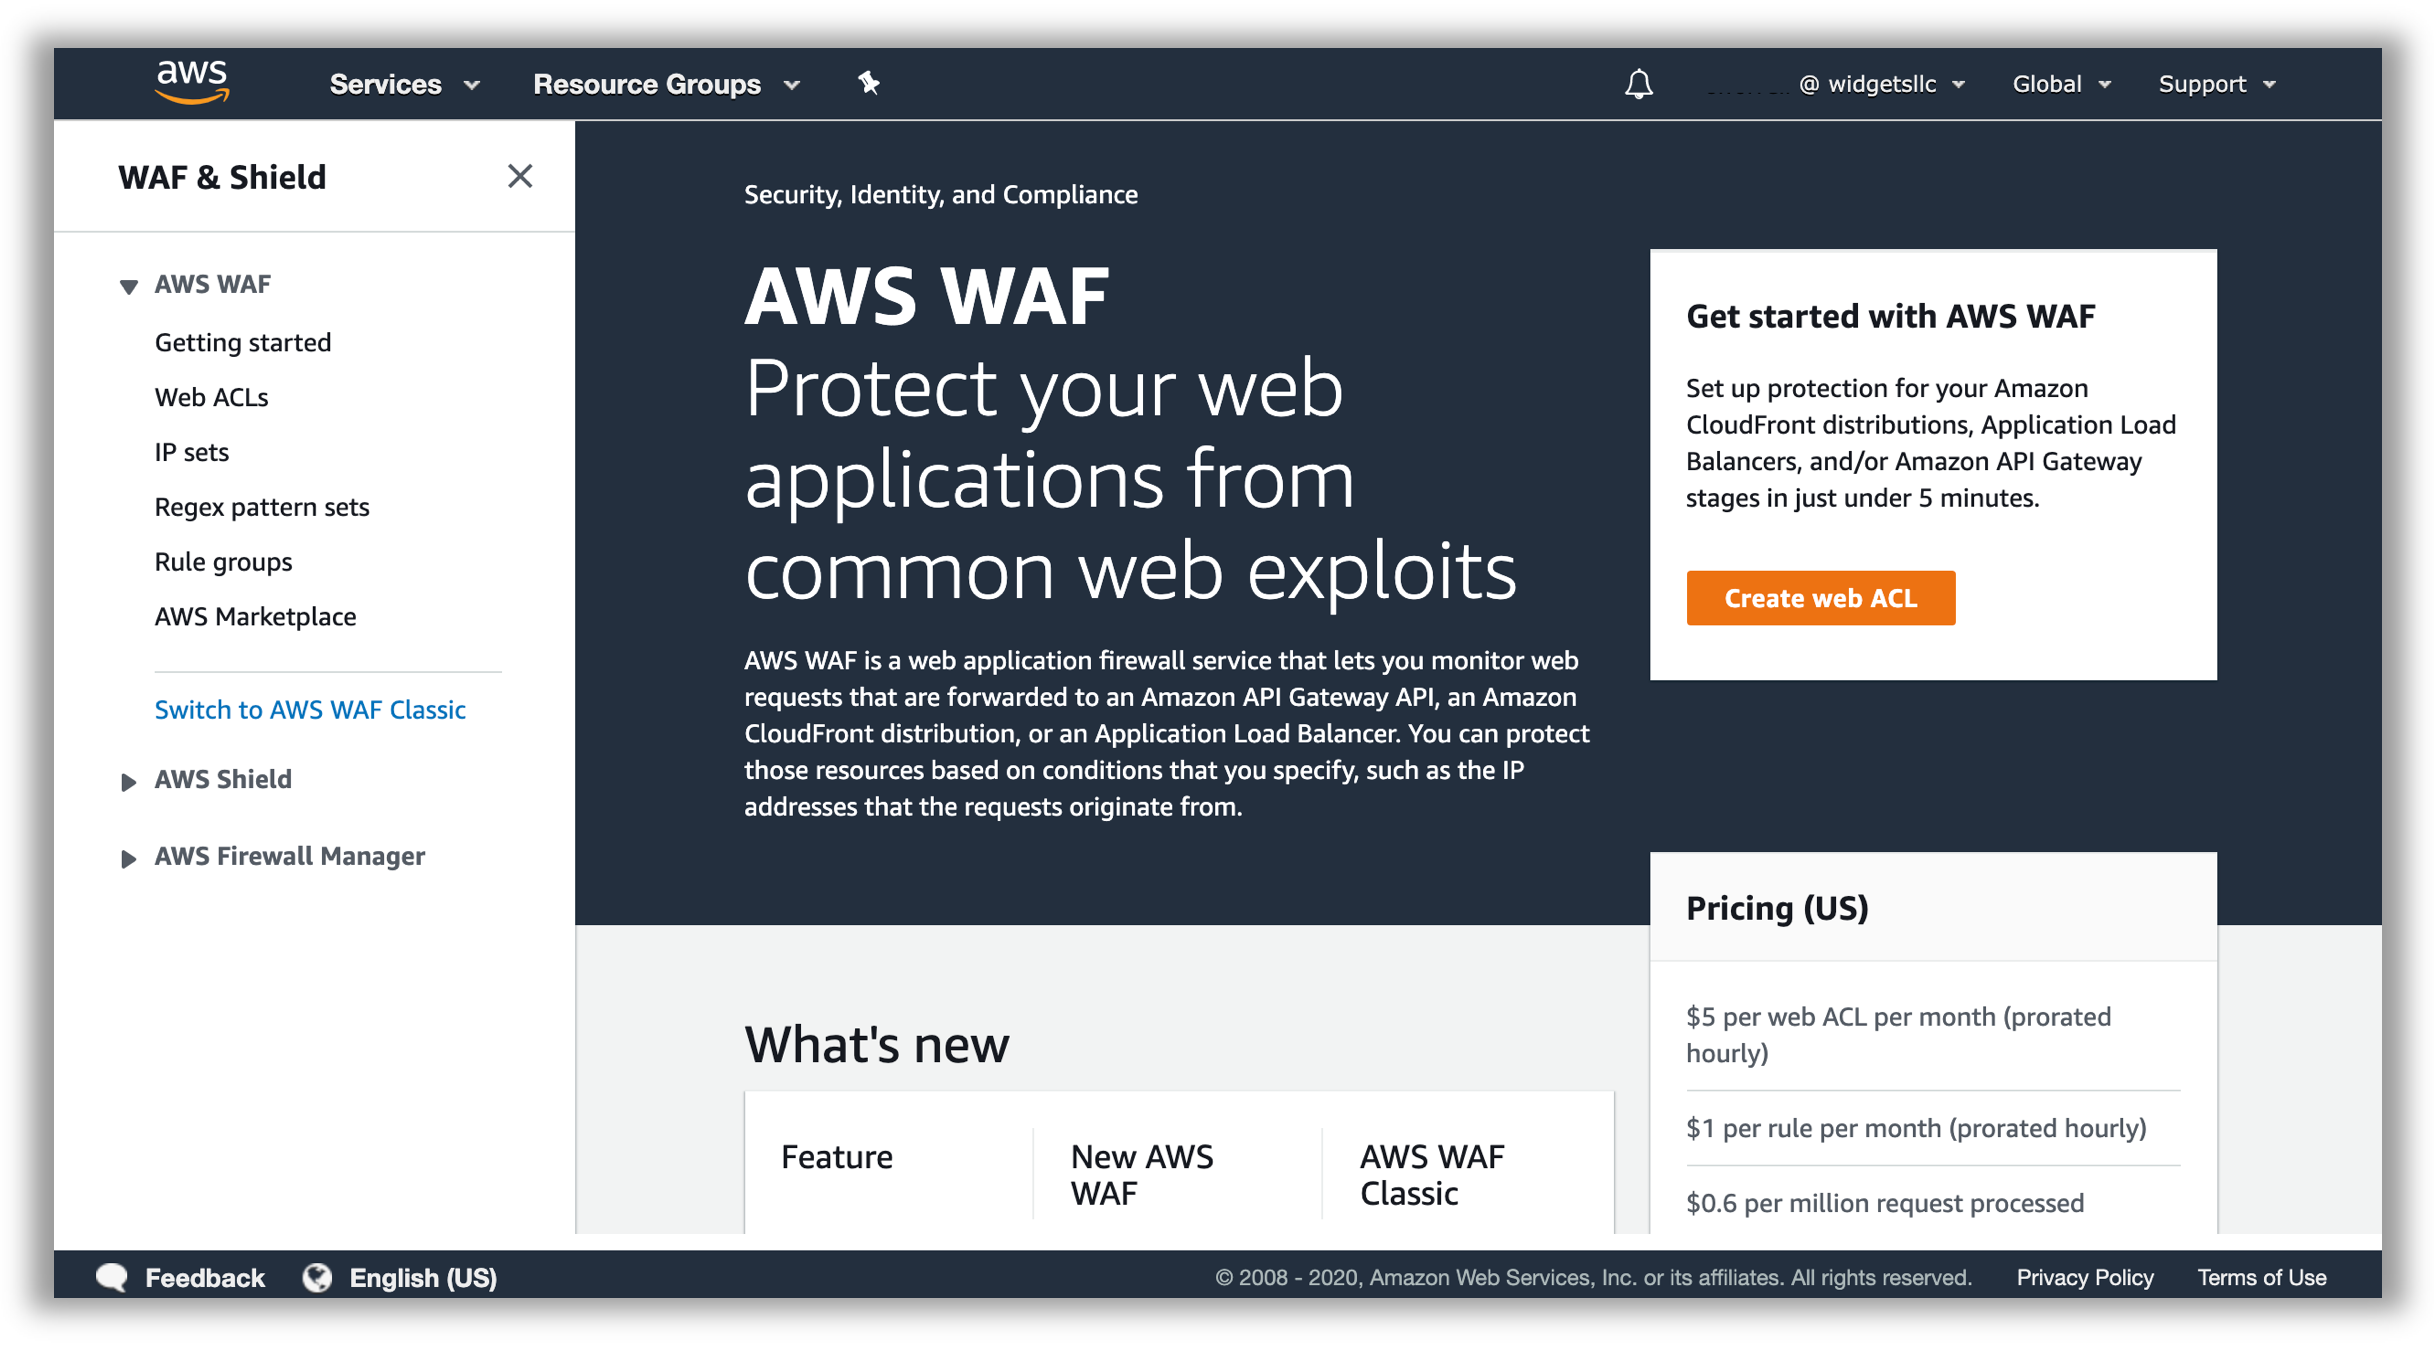 aws
Services
Resource Groups
@ widgetsllc
Global
Support
WAF & Shield
AWS WAF
Getting started
Web ACLs
IP sets
Regex pattern sets
Rule groups
AWS Marketplace
Switch to AWS WAF Classic
AWS Shield
AWS Firewall Manager
Security, Identity, and Compliance
AWS WAF
Protect your web
applications from
common web exploits
AWS WAF is a web application firewall service that lets you monitor web
requests that are forwarded to an Amazon API Gateway API, an Amazon
CloudFront distribution, or an Application Load Balancer. You can protect
those resources based on conditions that you specify, such as the IP
addresses that the requests originate from.
Get started with AWS WAF
Set up protection for your Amazon
CloudFront distributions, Application Load
Balancers, and/or Amazon API Gateway
stages in just under 5 minutes.
Create web ACL
Pricing (US)
$5 per web ACL per month (prorated
hourly)
$1 per rule per month (prorated hourly)
$0.6 per million request processed
What's new
Feature
New AWS
WAF
AWS WAF
Classic
Feedback
English (US)
© 2008 - 2020, Amazon Web Services, Inc. or its affiliates. All rights reserved.
Privacy Policy
Terms of Use